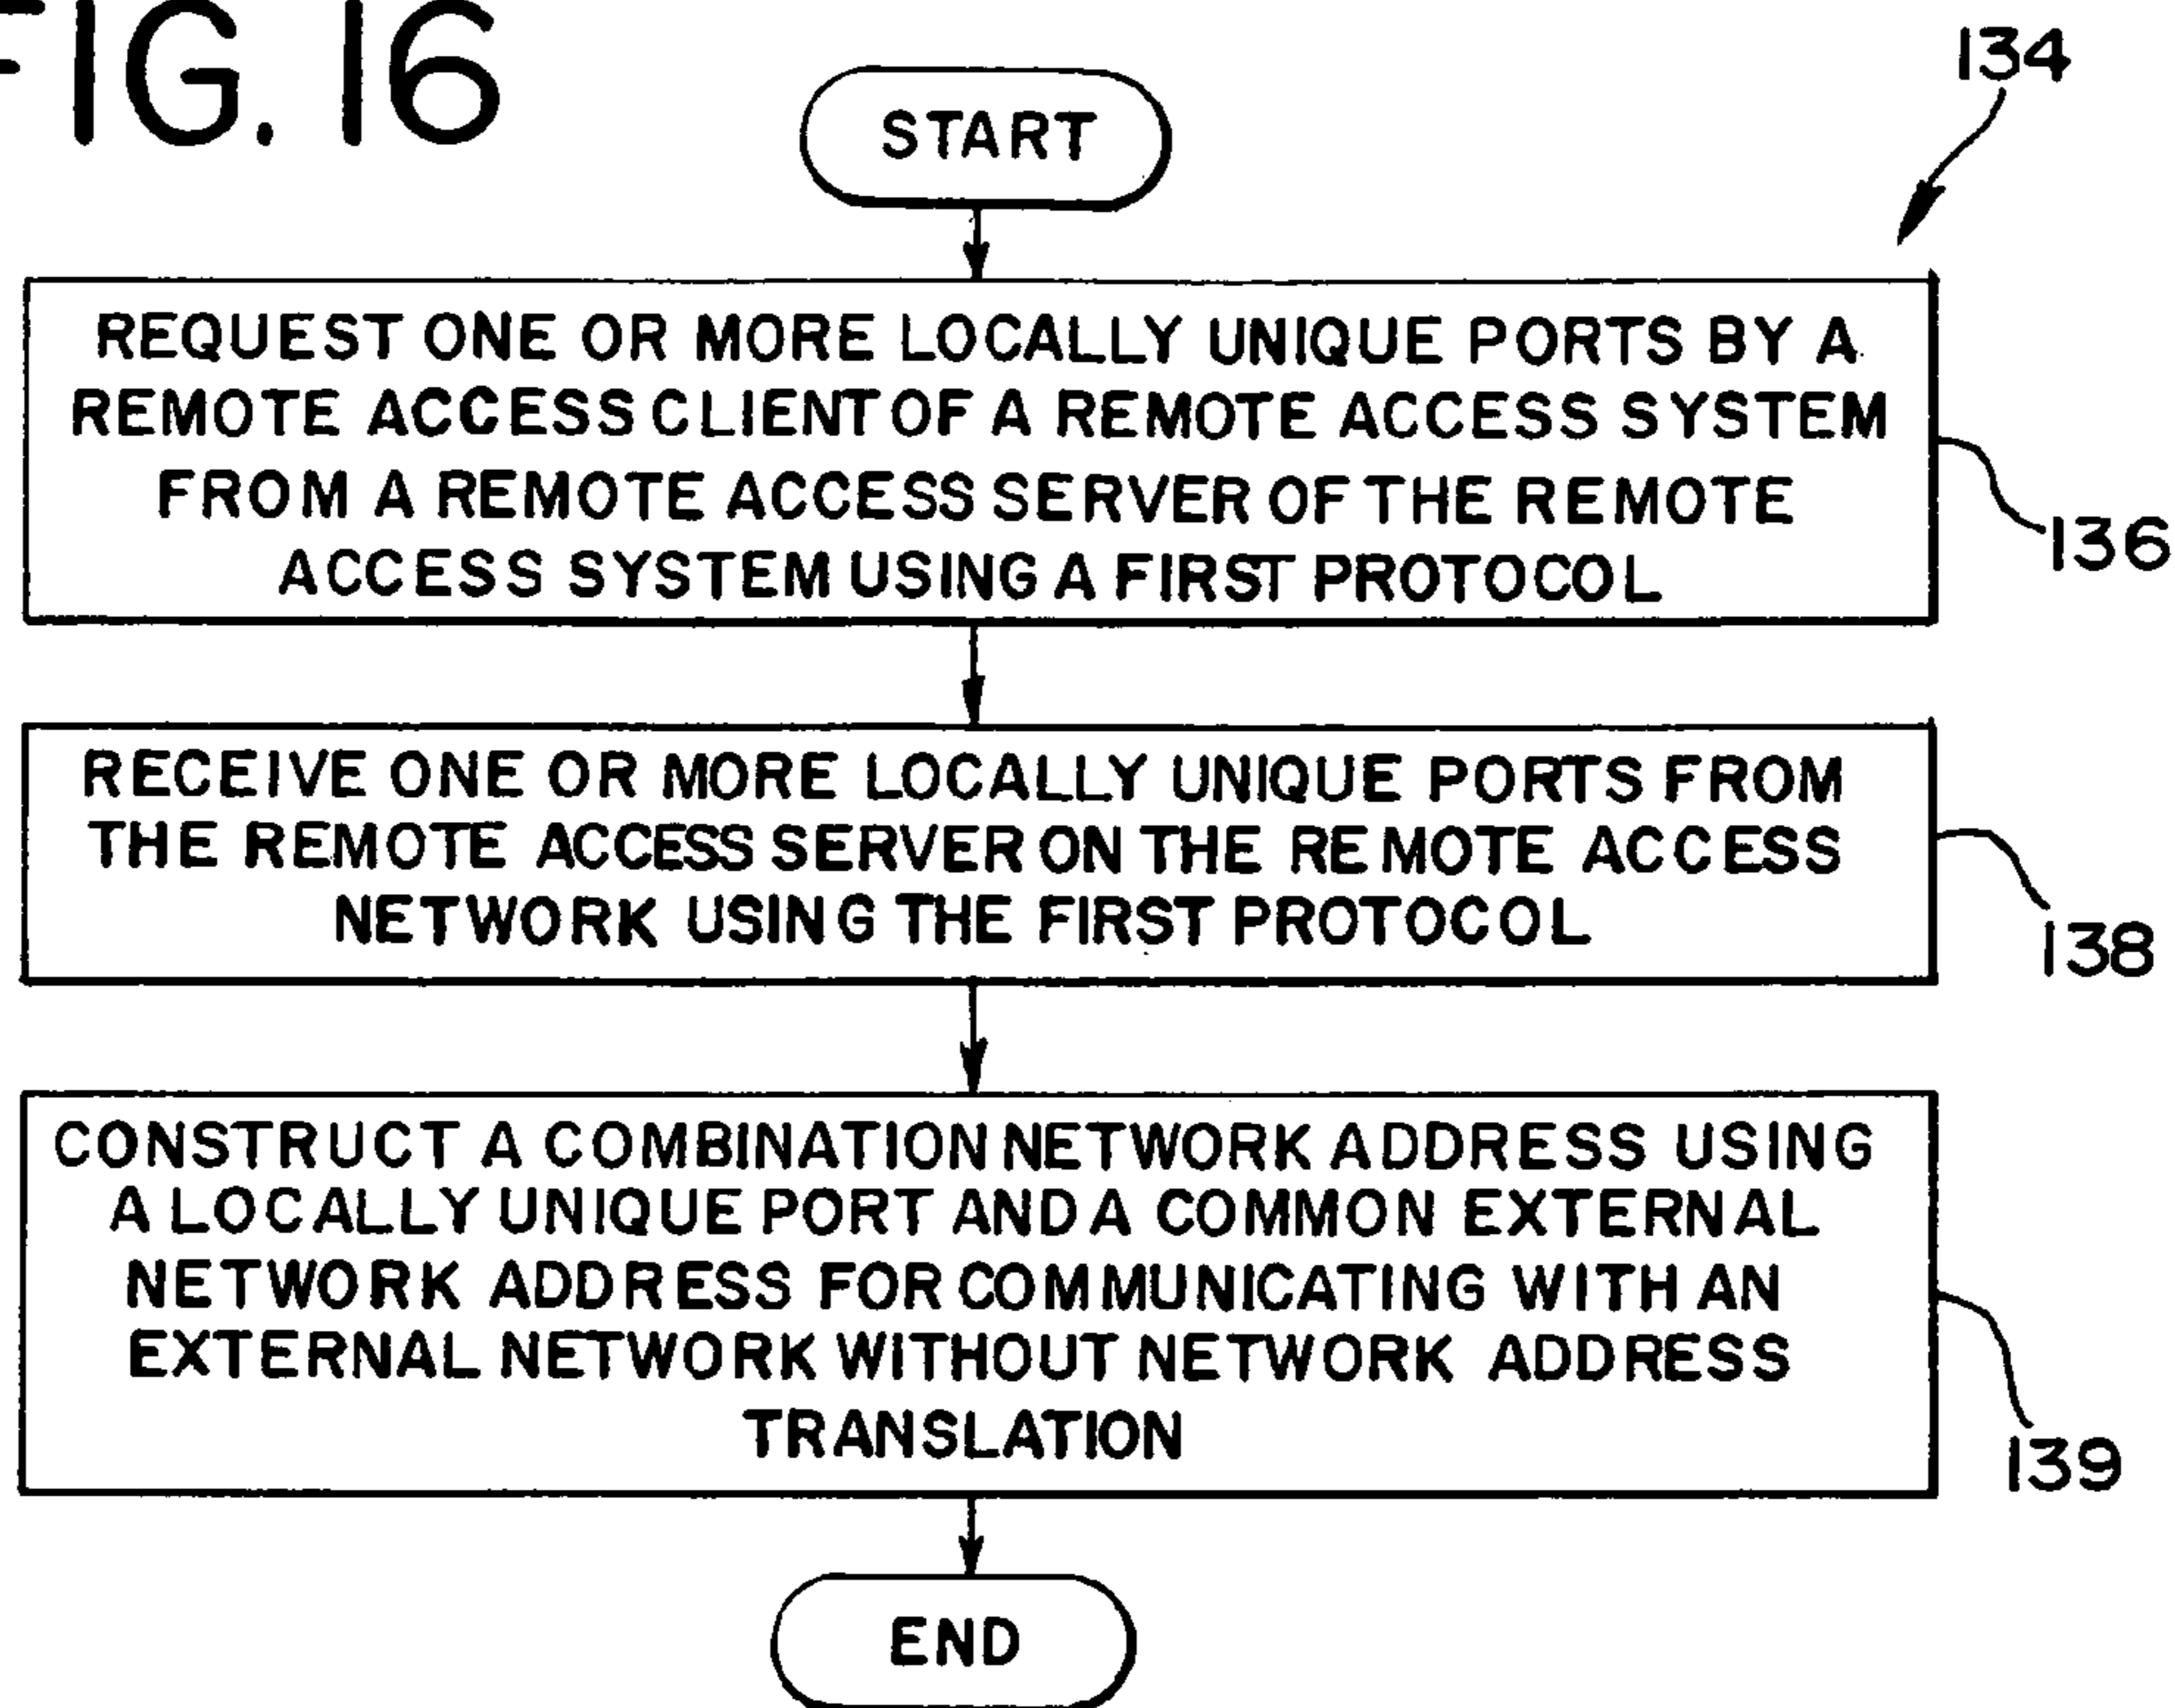 FIG. 16
134
START
REQUEST ONE OR MORE LOCALLY UNIQUE PORTS BY A
REMOTE ACCESS CLIENT OF A REMOTE ACCESS SYSTEM
FROM A REMOTE ACCESS SERVER OF THE REMOTE
ACCESS SYSTEM USING A FIRST PROTOCOL
136
RECEIVE ONE OR MORE LOCALLY UNIQUE PORTS FROM
THE REMOTE ACCESS SERVER ON THE REMOTE ACCESS
NETWORK USING THE FIRST PROTOCOL
138
CONSTRUCT A COMBINATION NETWORK ADDRESS USING
A LOCALLY UNIQUE PORT AND A COMMON EXTERNAL
NETWORK ADDRESS FOR COMMUNICATING WITH AN
EXTERNAL NETWORK WITHOUT NETWORK ADDRESS
TRANSLATION
139
END